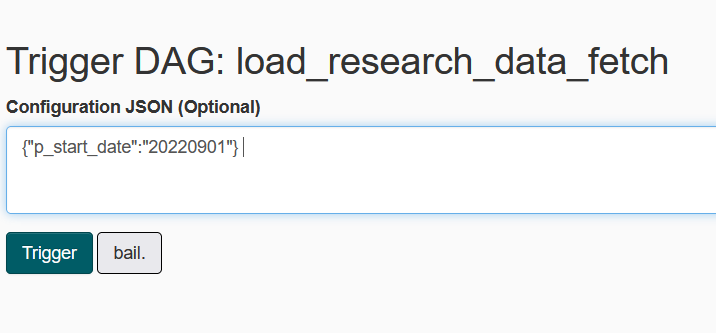 Trigger DAG: load_research_data_fetch
Configuration JSON (Optional)
{"p_start_date":"20220901"}
Trigger bail.